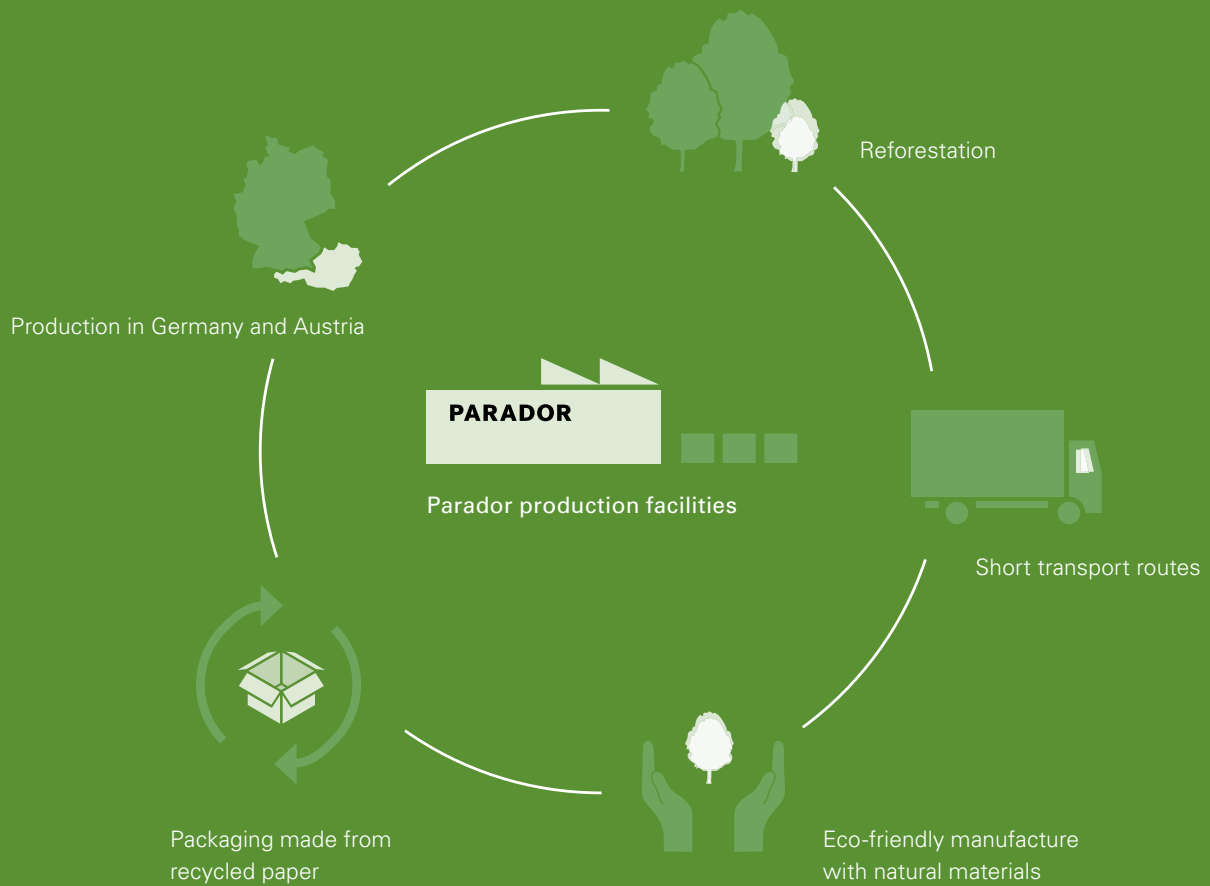 Reforestation
Production in Germany and Austria
PARADOR
Parador production facilities
Short transport routes
Packaging made from
recycled paper
Eco-friendly manufacture
with natural materials